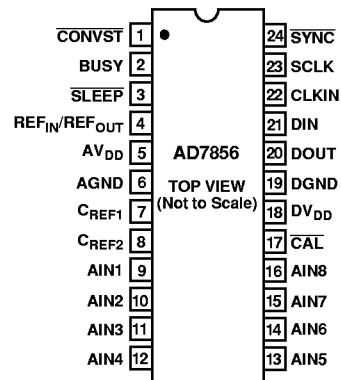 CONVST 1
BUSY 2
SLEEP 3
REFIN/REFOUT 4
AVDD 5
AGND 6
CREF1 7
CREF2 8
AIN1 9
AIN2 10
AIN3 11
AIN4 12
AD7856
TOP VIEW
(Not to Scale)
24 SYNC
23 SCLK
22 CLKIN
21 DIN
20 DOUT
19 DGND
18 DVDD
17 CAL
16 AIN8
15 AIN7
14 AIN6
13 AIN5